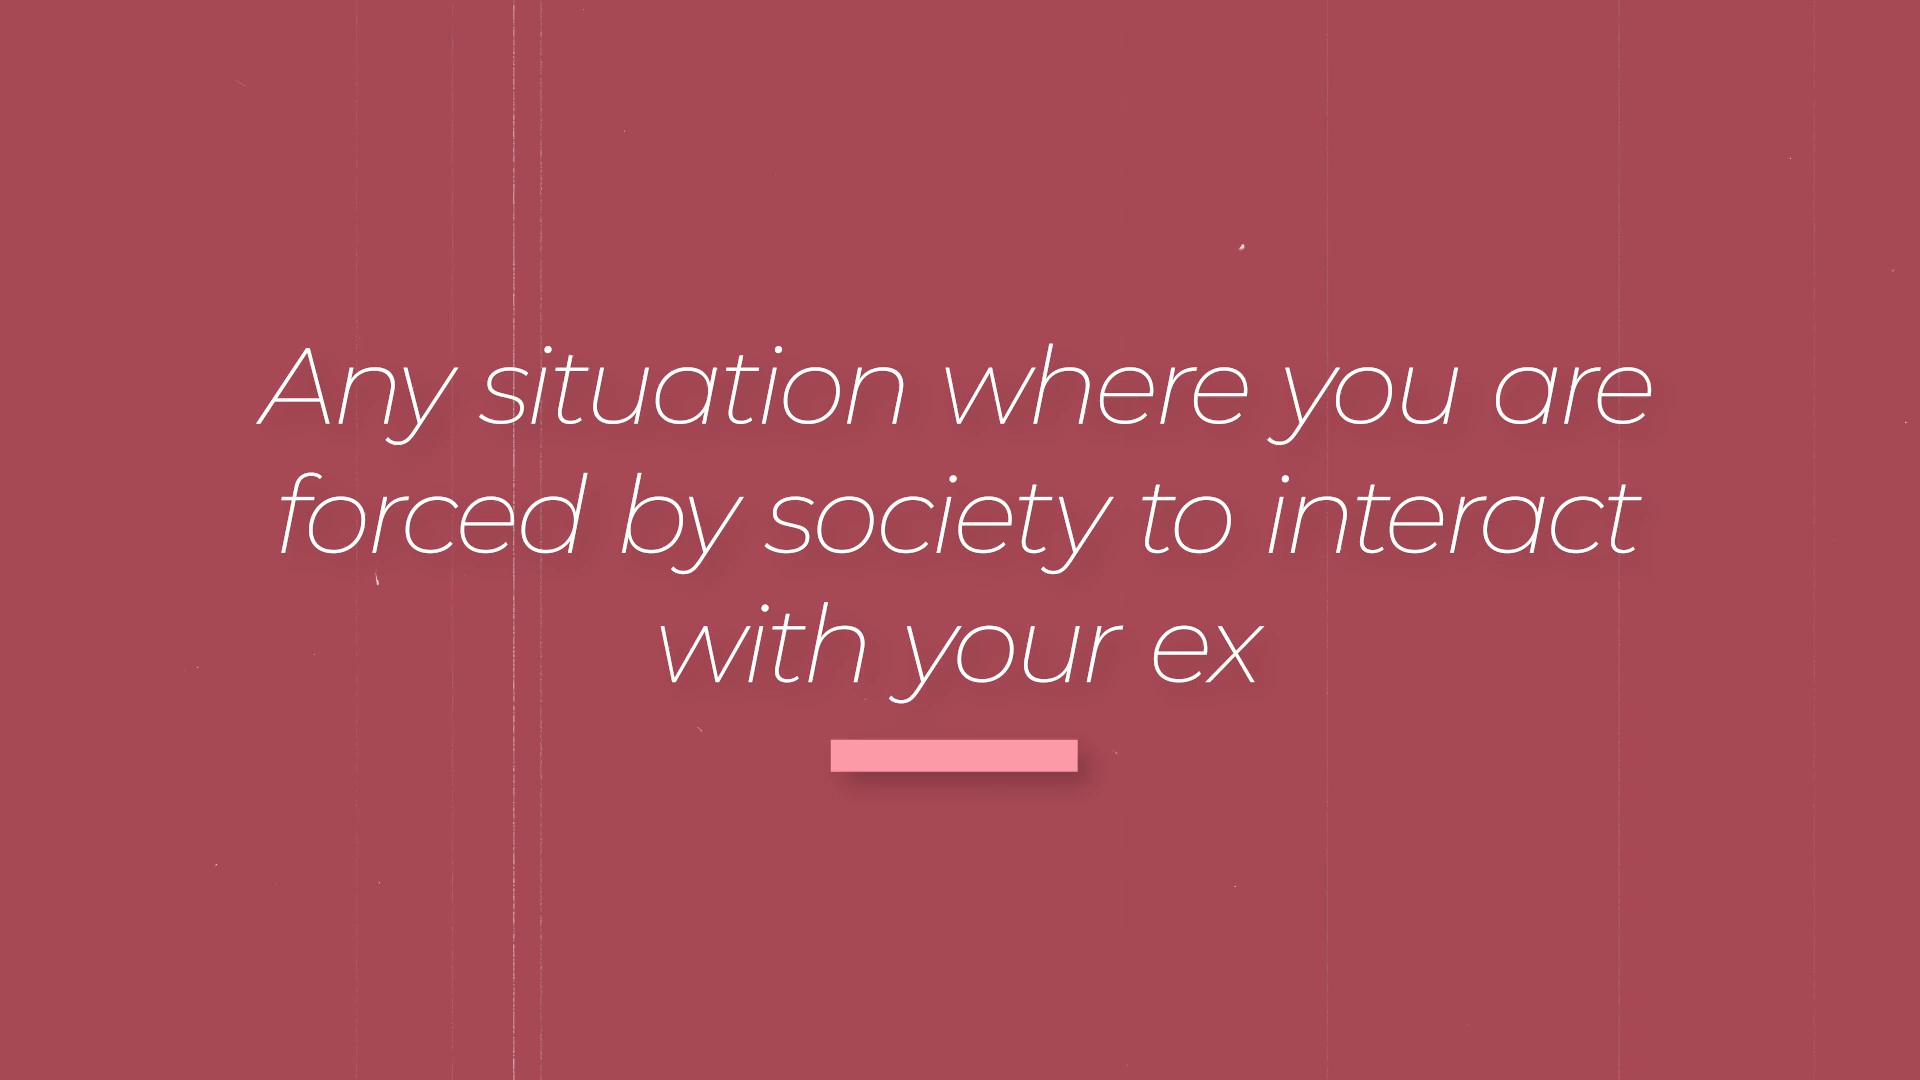 Any situation where you are
forced by society to interact
with your ex